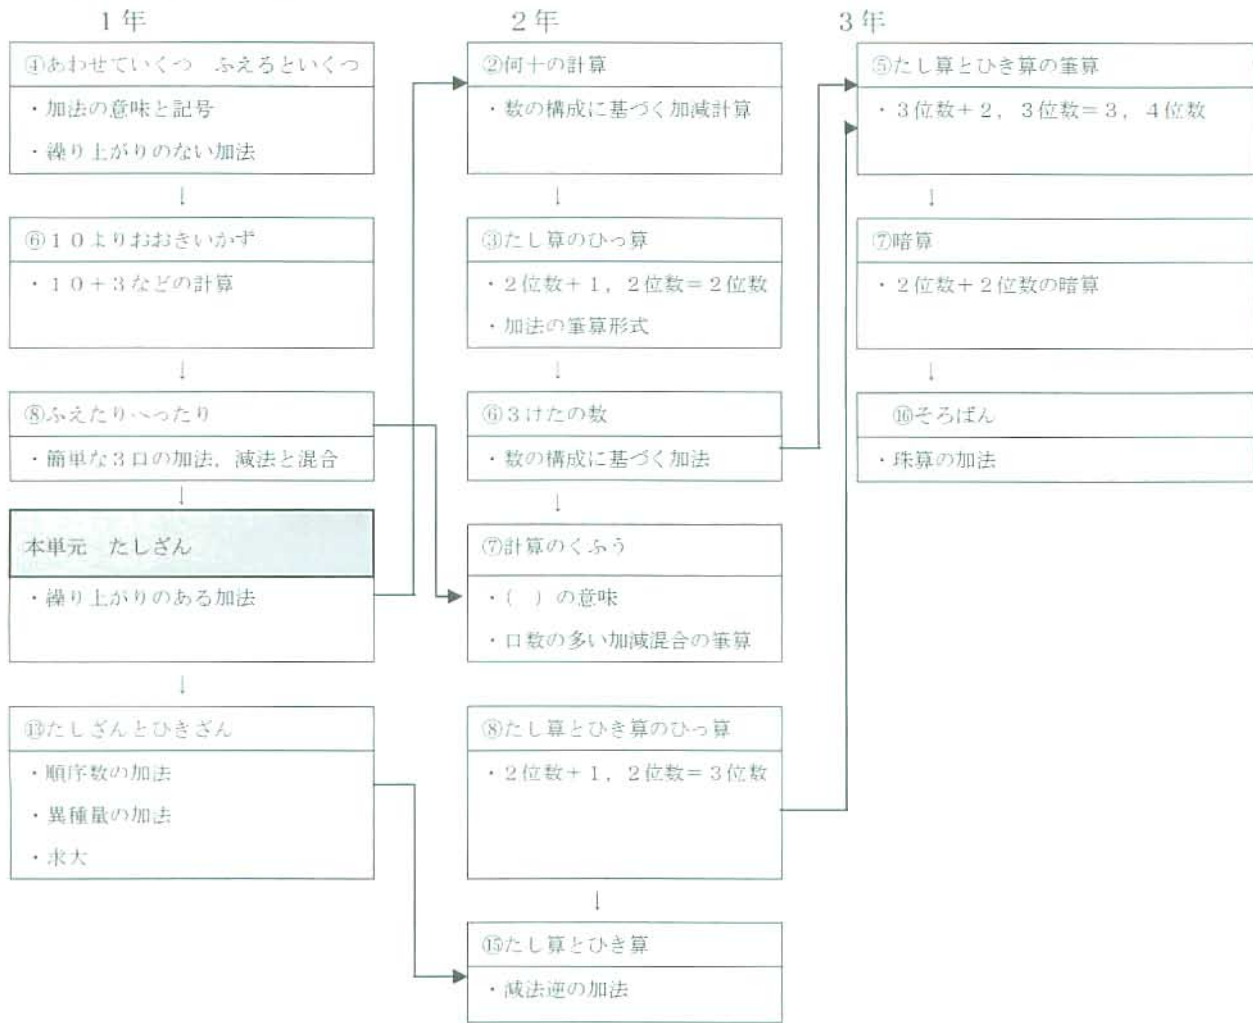 1年
④あわせていくつ ふえるといくつ
・加法の意味と記号
・繰り上がりのない加法
↓
⑥10よりおおきいかず
・10+3などの計算
↓
⑧ふえたりへったり
・簡単な3口の加法,減法と混合
↓
本単元 たしざん
・繰り上がりのある加法
↓
⑬たしざんとひきざん
・順序数の加法
・異種量の加法
・求大
2年
②何十の計算
・数の構成に基づく加減計算
↓
③たし算のひっ算
・2位数+1,2位数=2位数
・加法の筆算形式
↓
⑥3けたの数
・数の構成に基づく加法
↓
⑦計算のくふう
・( )の意味
・口数の多い加減混合の筆算
⑧たし算とひき算のひっ算
・2位数+1,2位数=3位数
↓
⑮たし算とひき算
・減法逆の加法
3年
⑤たし算とひき算の筆算
・3位数+2,3位数=3,4位数
↓
⑦暗算
・2位数+2位数の暗算
↓
⑯そろばん
・珠算の加法